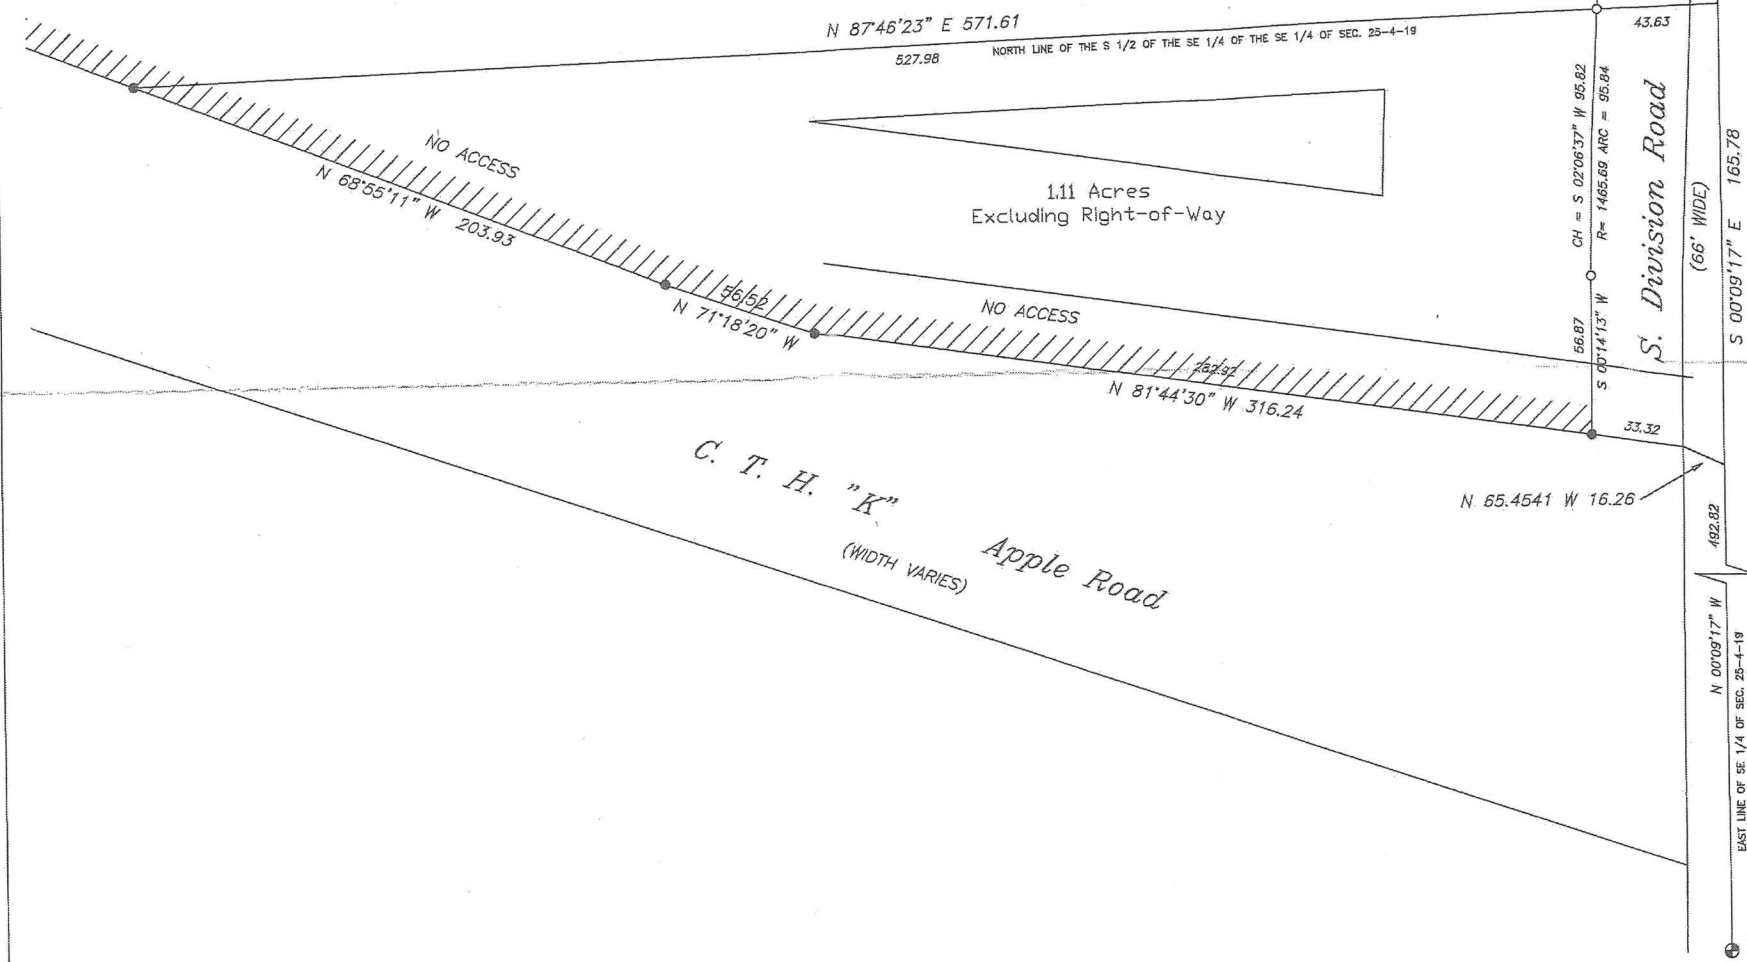 N 87°46'23" E 571.61
527.98
NORTH LINE OF THE S 1/2 OF THE SE 1/4 OF THE SE 1/4 OF SEC. 25-4-19
43.63
NO ACCESS
N 68°55'11" W 203.93
56.52
N 71°18'20" W
1.11 Acres
Excluding Right-of-Way
NO ACCESS
282.92
N 81°44'30" W 316.24
CH = S 02°06'37" W 95.82
R= 1465.69 ARC = 95.84
56.87
S 00°14'13" W
S. Division Road
(66' WIDE)
S 00°09'17" E 165.78
33.32
N 65.4541 W 16.26
492.82
N 00°09'17" W
EAST LINE OF SE 1/4 OF SEC. 25-4-19
C. T. H. "K"
Apple Road
(WIDTH VARIES)